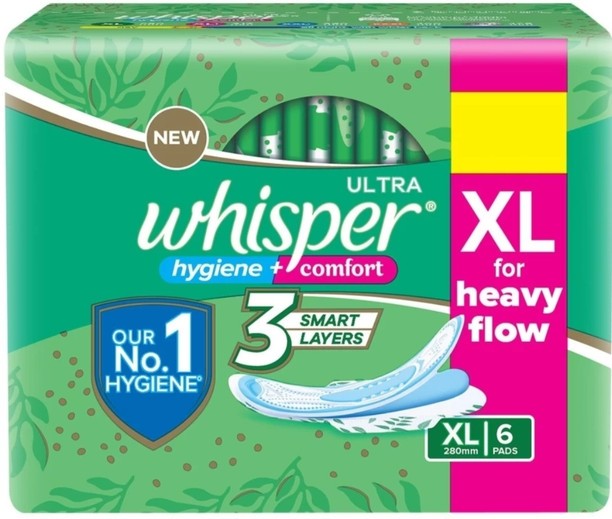 NEW
ULTRA
whisper®
hygiene + comfort
3 SMART
LAYERS
OUR
No.1
HYGIENE
XL
for
heavy
flow
XL 6
280mm PADS